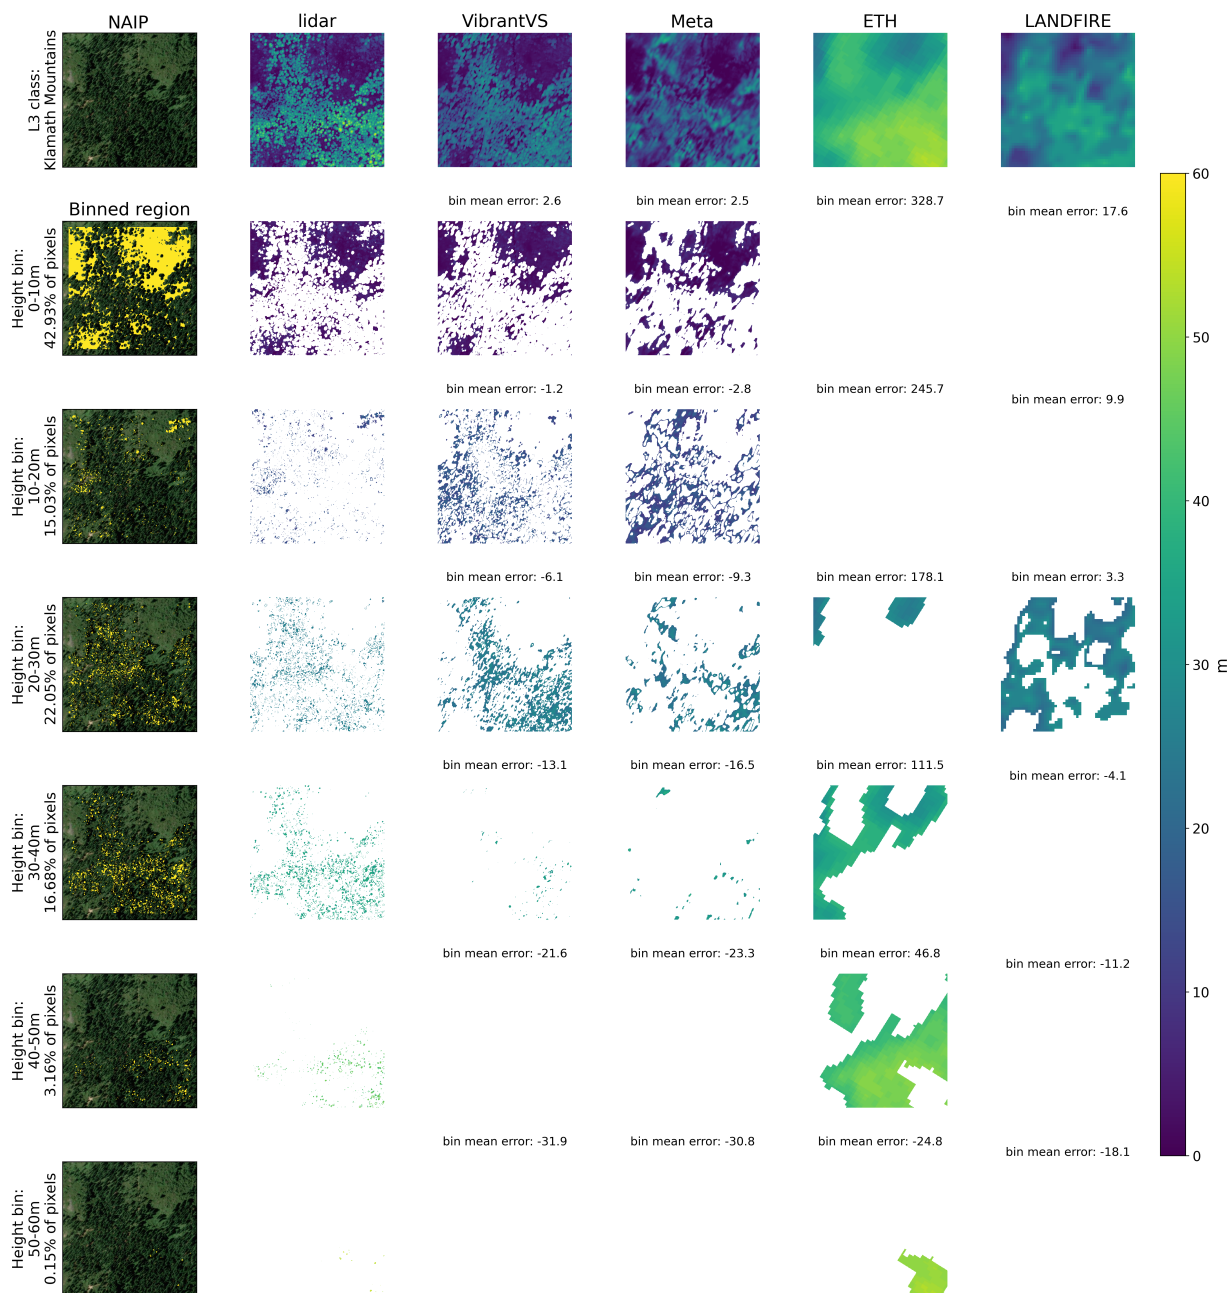 NAIP
lidar
VibrantVS
Meta
ETH
LANDFIRE
L3 class:
Klamath Mountains
Binned region
bin mean error: 2.6
bin mean error: 2.5
bin mean error: 328.7
bin mean error: 17.6
Height bin:
0-10m
42.93% of pixels
bin mean error: -1.2
bin mean error: -2.8
bin mean error: 245.7
bin mean error: 9.9
Height bin:
10-20m
15.03% of pixels
bin mean error: -6.1
bin mean error: -9.3
bin mean error: 178.1
bin mean error: 3.3
Height bin:
20-30m
22.05% of pixels
bin mean error: -13.1
bin mean error: -16.5
bin mean error: 111.5
bin mean error: -4.1
Height bin:
30-40m
16.68% of pixels
bin mean error: -21.6
bin mean error: -23.3
bin mean error: 46.8
bin mean error: -11.2
Height bin:
40-50m
3.16% of pixels
bin mean error: -31.9
bin mean error: -30.8
bin mean error: -24.8
bin mean error: -18.1
Height bin:
50-60m
0.15% of pixels
60
50
40
30
20
10
0
m